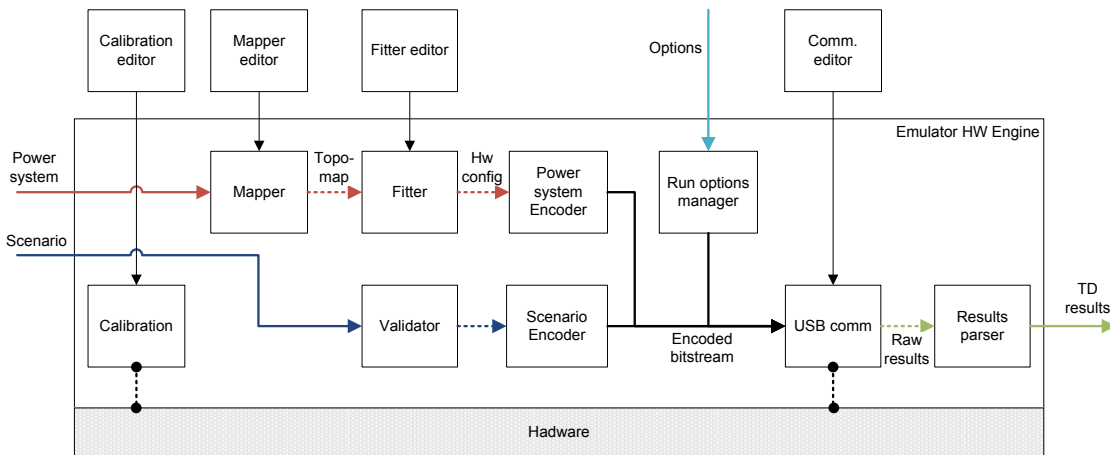 Calibration
editor
Mapper
editor
Fitter editor
Options
Comm.
editor
Emulator HW Engine
Power
system
Mapper
Topo-
map
Fitter
Hw
config
Power
system
Encoder
Run options
manager
Scenario
Calibration
Validator
Scenario
Encoder
Encoded
bitstream
USB comm
Raw
results
Results
parser
TD
results
Hadware